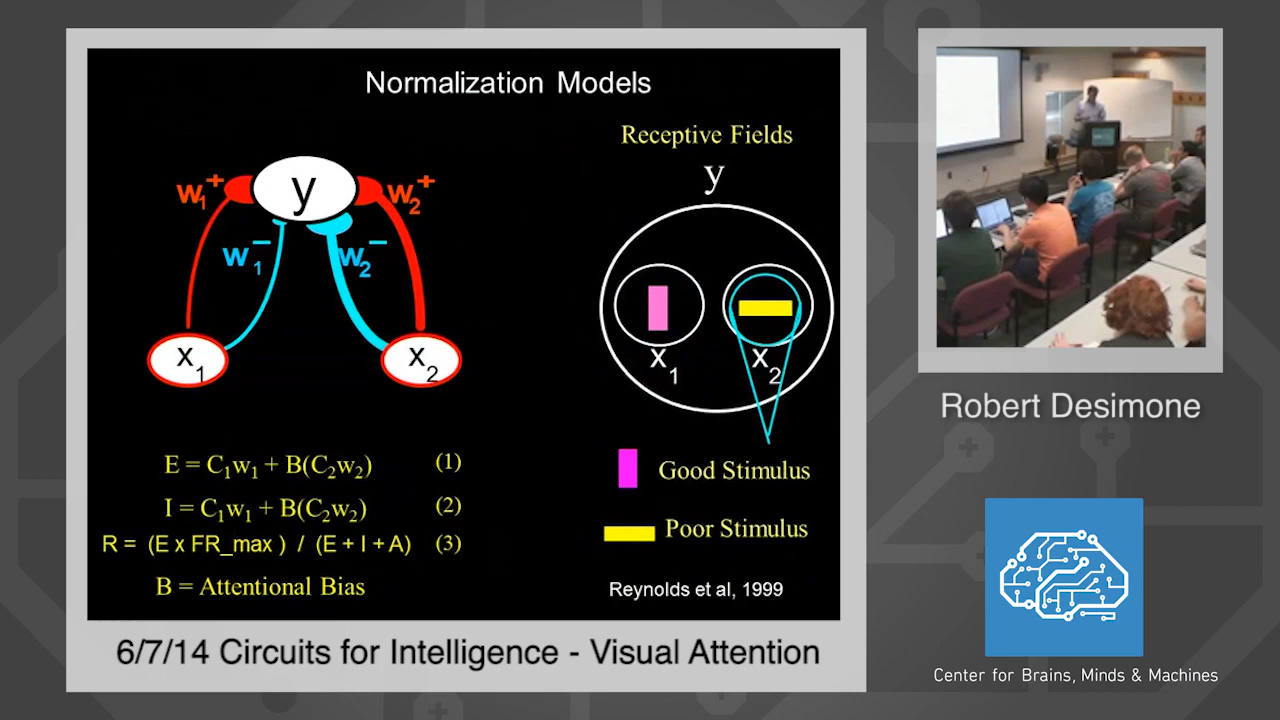 Normalization Models
Receptive Fields
y
w₁⁺
y
w₂⁺
w₁⁻
w₂⁻
x₁
x₂
x₁
x₂
E = C₁w₁ + B(C₂w₂) (1)
I = C₁w₁ + B(C₂w₂) (2)
R = (E x FR_max ) / (E + I + A) (3)
B = Attentional Bias
Good Stimulus
Poor Stimulus
Reynolds et al, 1999
6/7/14 Circuits for Intelligence - Visual Attention
Robert Desimone
Center for Brains, Minds & Machines